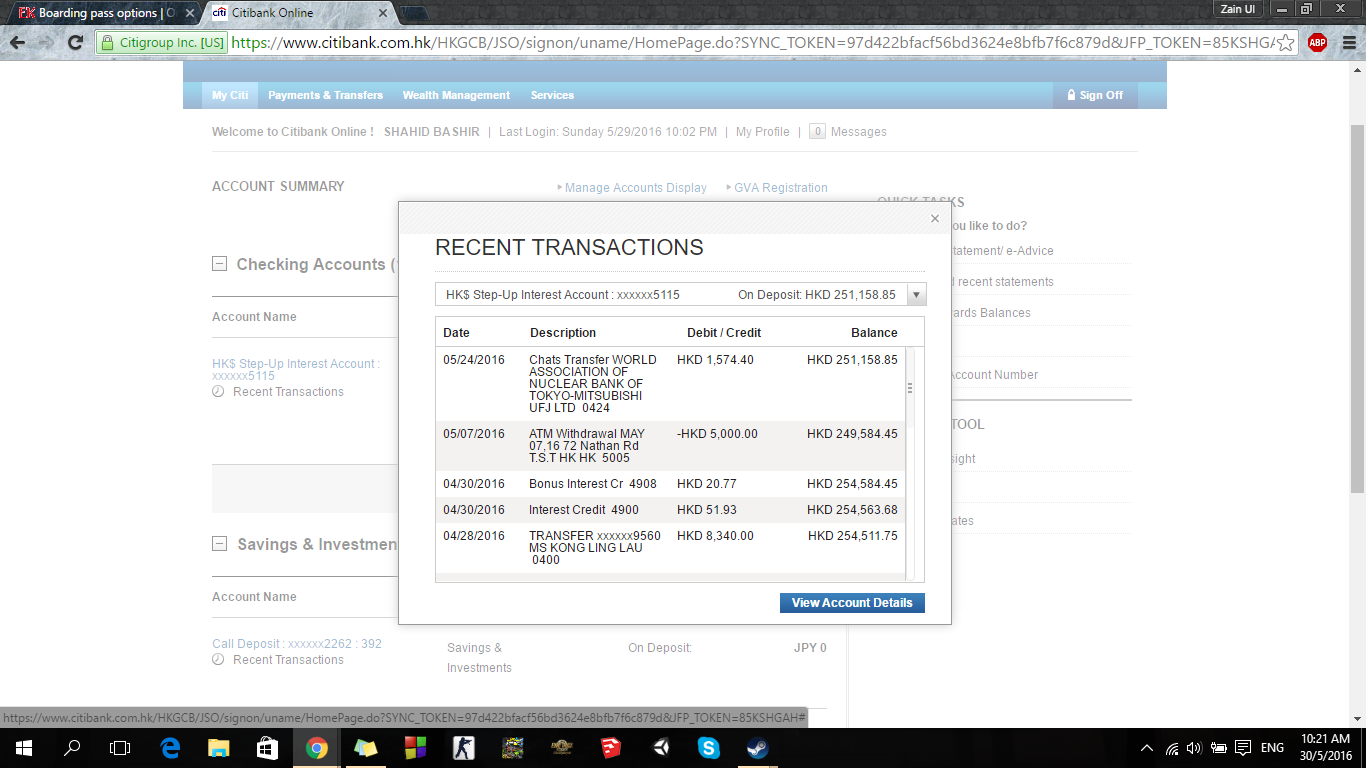 Zain Ul
Boarding pass options | O
citi Citibank Online
Citigroup Inc. [US] https://www.citibank.com.hk/HKGCB/JSO/signon/uname/HomePage.do?SYNC_TOKEN=97d422bfacf56bd3624e8bfb7f6c879d&JFP_TOKEN=85KSHGA
ABP
My Citi Payments & Transfers Wealth Management Services Sign Off
Welcome to Citibank Online ! SHAHID BASHIR | Last Login: Sunday 5/29/2016 10:02 PM | My Profile | 0 Messages
ACCOUNT SUMMARY Manage Accounts Display GVA Registration
QUICK TASKS
ou like to do?
tatement/ e-Advice
recent statements
ards Balances
Account Number
TOOL
sight
ates
Checking Accounts (
Account Name
HK$ Step-Up Interest Account :
xxxxxx5115
Recent Transactions
Savings & Investmen
Account Name
Call Deposit : xxxxxx2262 : 392 Savings & On Deposit: JPY 0
Recent Transactions Investments
RECENT TRANSACTIONS
HK$ Step-Up Interest Account : xxxxxx5115 On Deposit: HKD 251,158.85
Date Description Debit / Credit Balance
05/24/2016 Chats Transfer WORLD HKD 1,574.40 HKD 251,158.85
ASSOCIATION OF
NUCLEAR BANK OF
TOKYO-MITSUBISHI
UFJ LTD 0424
05/07/2016 ATM Withdrawal MAY -HKD 5,000.00 HKD 249,584.45
07,16 72 Nathan Rd
T.S.T HK HK 5005
04/30/2016 Bonus Interest Cr 4908 HKD 20.77 HKD 254,584.45
04/30/2016 Interest Credit 4900 HKD 51.93 HKD 254,563.68
04/28/2016 TRANSFER xxxxxx9560 HKD 8,340.00 HKD 254,511.75
MS KONG LING LAU
0400
View Account Details
https://www.citibank.com.hk/HKGCB/JSO/signon/uname/HomePage.do?SYNC_TOKEN=97d422bfacf56bd3624e8bfb7f6c879d&JFP_TOKEN=85KSHGAH#
ENG
10:21 AM
30/5/2016